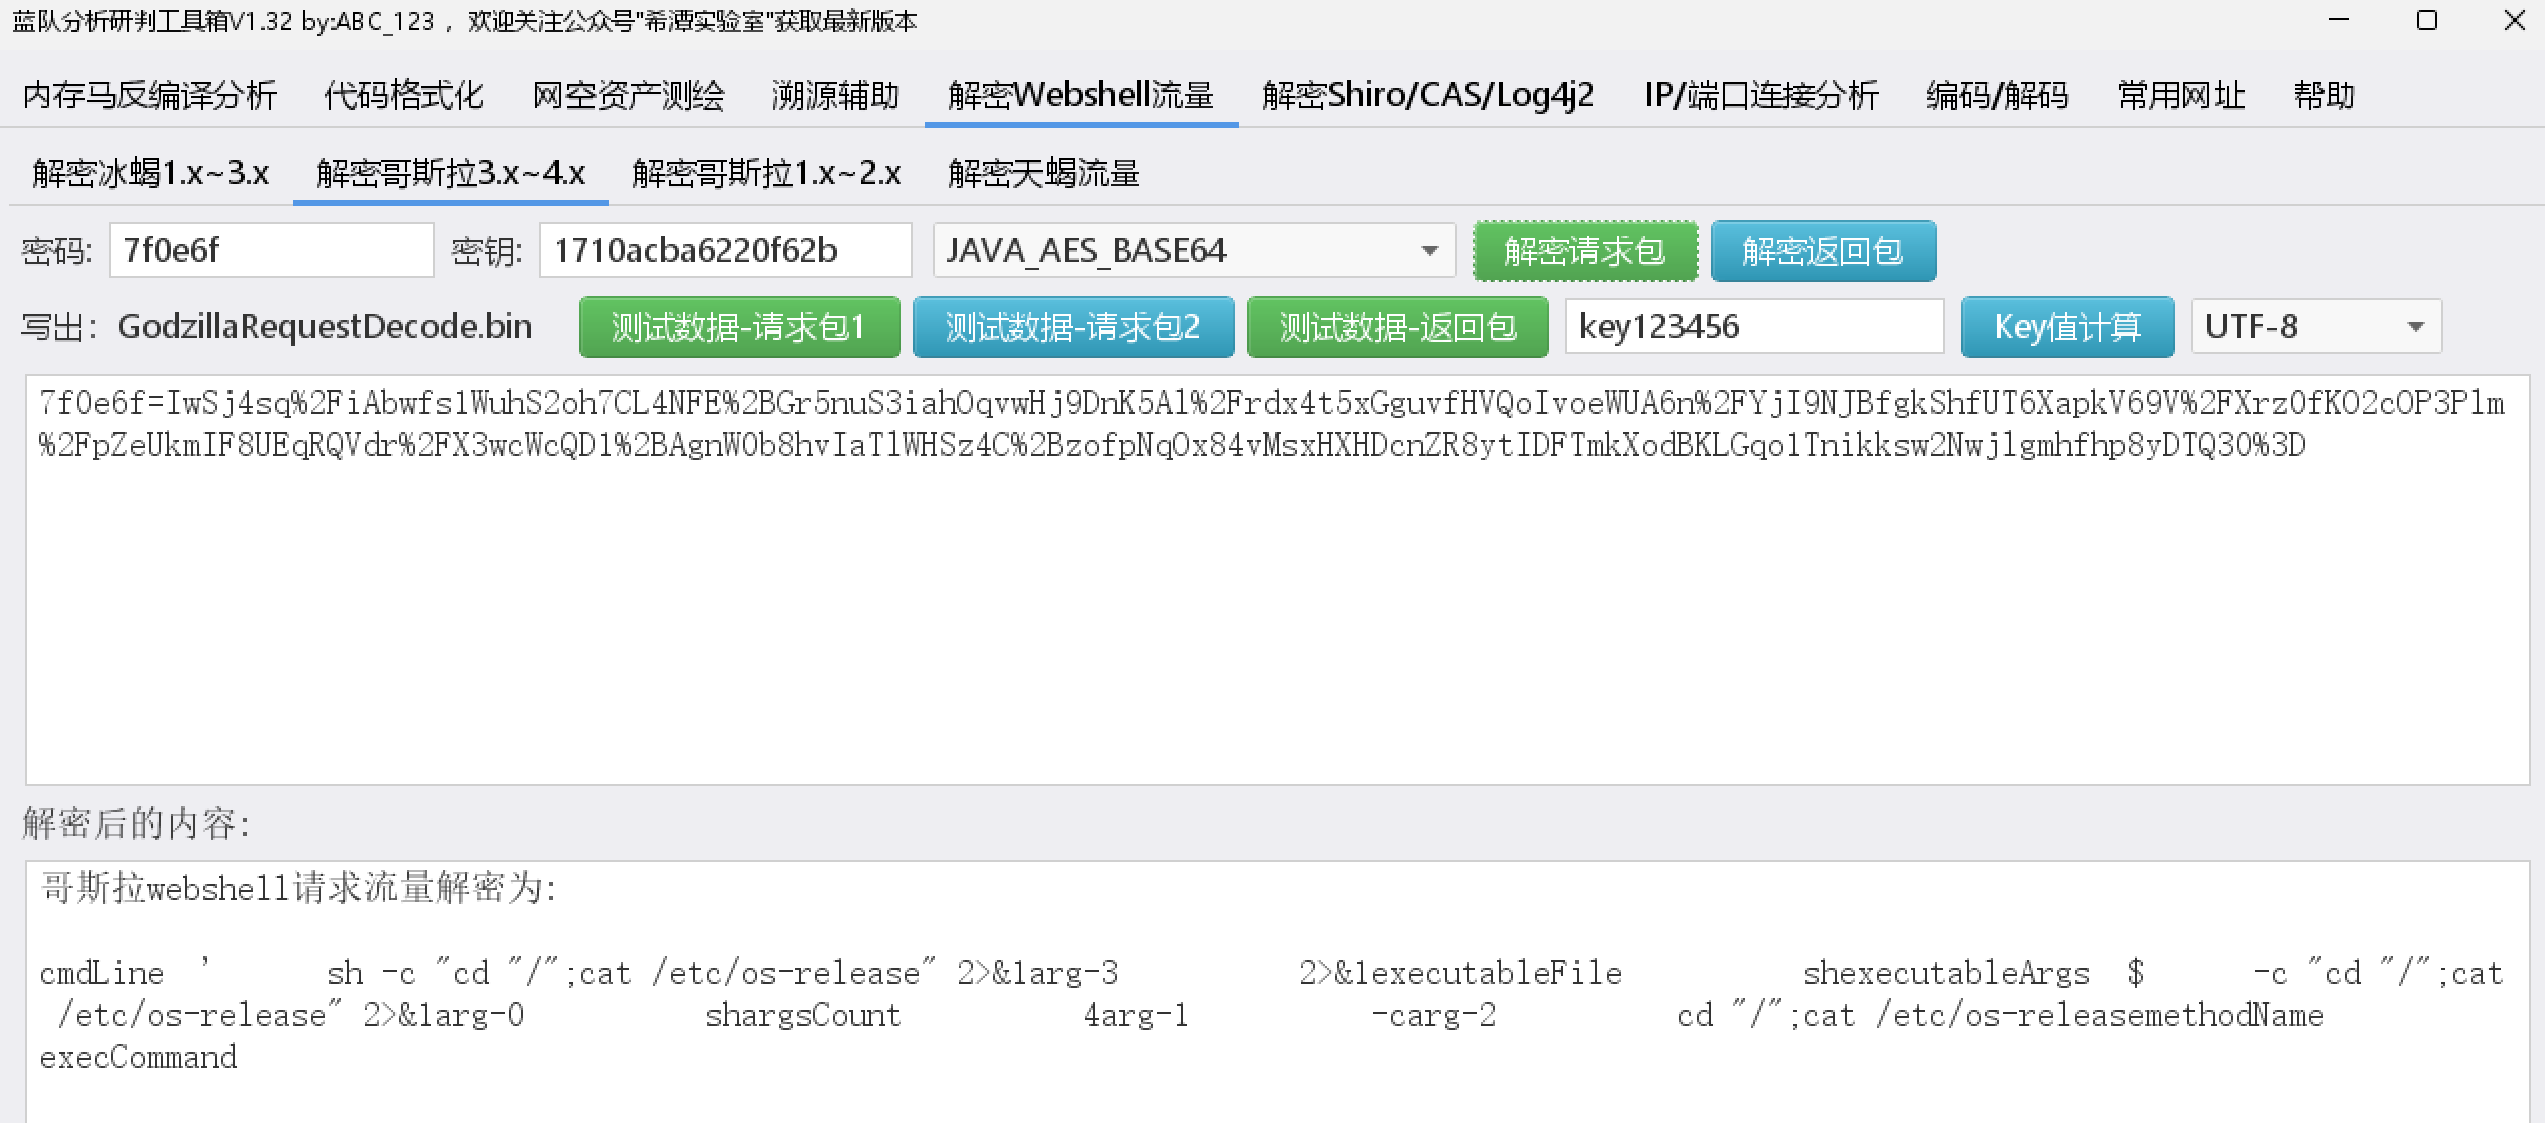 蓝队分析研判工具箱V1.32 by:ABC_123 ，欢迎关注公众号"希潭实验室"获取最新版本
内存马反编译分析 代码格式化 网空资产测绘 溯源辅助 解密Webshell流量 解密Shiro/CAS/Log4j2 IP/端口连接分析 编码/解码 常用网址 帮助
解密冰蝎1.x~3.x 解密哥斯拉3.x~4.x 解密哥斯拉1.x~2.x 解密天蝎流量
密码: 7f0e6f 密钥: 1710acba6220f62b JAVA_AES_BASE64 解密请求包 解密返回包
写出： GodzillaRequestDecode.bin 测试数据-请求包1 测试数据-请求包2 测试数据-返回包 key123456 Key值计算 UTF-8
7f0e6f=IwSj4sq%2FiAbwfslWuhS2oh7CL4NFE%2BGr5nuS3iahOqvwHj9DnK5Al%2Frdx4t5xGguvfHVQoIvoeWUA6n%2FYjI9NJBfgkShfUT6XapkV69V%2FXrz0fKO2cOP3Plm
%2FpZeUkmIF8UEqRQVdr%2FX3wcWcQD1%2BAgnW0b8hvIaTlWHSz4C%2BzofpNqOx84vMsxHXHDcnZR8ytIDFTmkXodBKLGqolTnikksw2Nwjlgmhfhp8yDTQ30%3D
解密后的内容:
哥斯拉webshell请求流量解密为:
cmdLine ' sh -c "cd "/";cat /etc/os-release" 2>&1arg-3 2>&1executableFile shexecutableArgs $ -c "cd "/";cat
/etc/os-release" 2>&1arg-0 shargsCount 4arg-1 -carg-2 cd "/";cat /etc/os-releasemethodName
execCommand